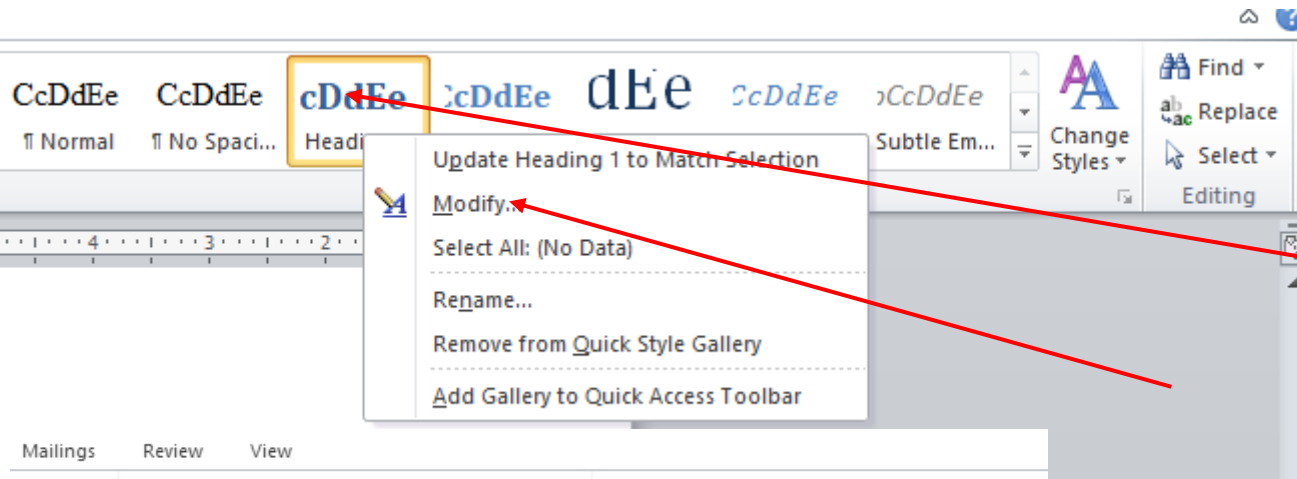 CcDdEe CcDdEe cDdEe CcDdEe dEe CcDdEe CcDdEe Find
¶ Normal ¶ No Spaci... Headi Subtle Em... Change Styles Replace
Select
Editing
4 3 2
Update Heading 1 to Match Selection
Modify...
Select All: (No Data)
Rename...
Remove from Quick Style Gallery
Add Gallery to Quick Access Toolbar
Mailings Review View